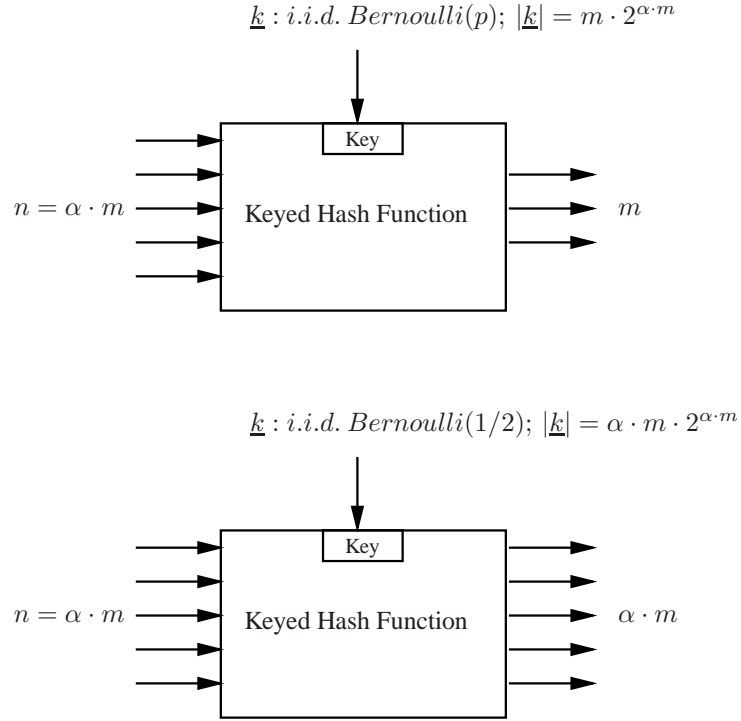 k : i.i.d. Bernoulli(p); |k| = m · 2^{α·m}
Key
n = α · m
Keyed Hash Function
m
k : i.i.d. Bernoulli(1/2); |k| = α · m · 2^{α·m}
Key
n = α · m
Keyed Hash Function
α · m